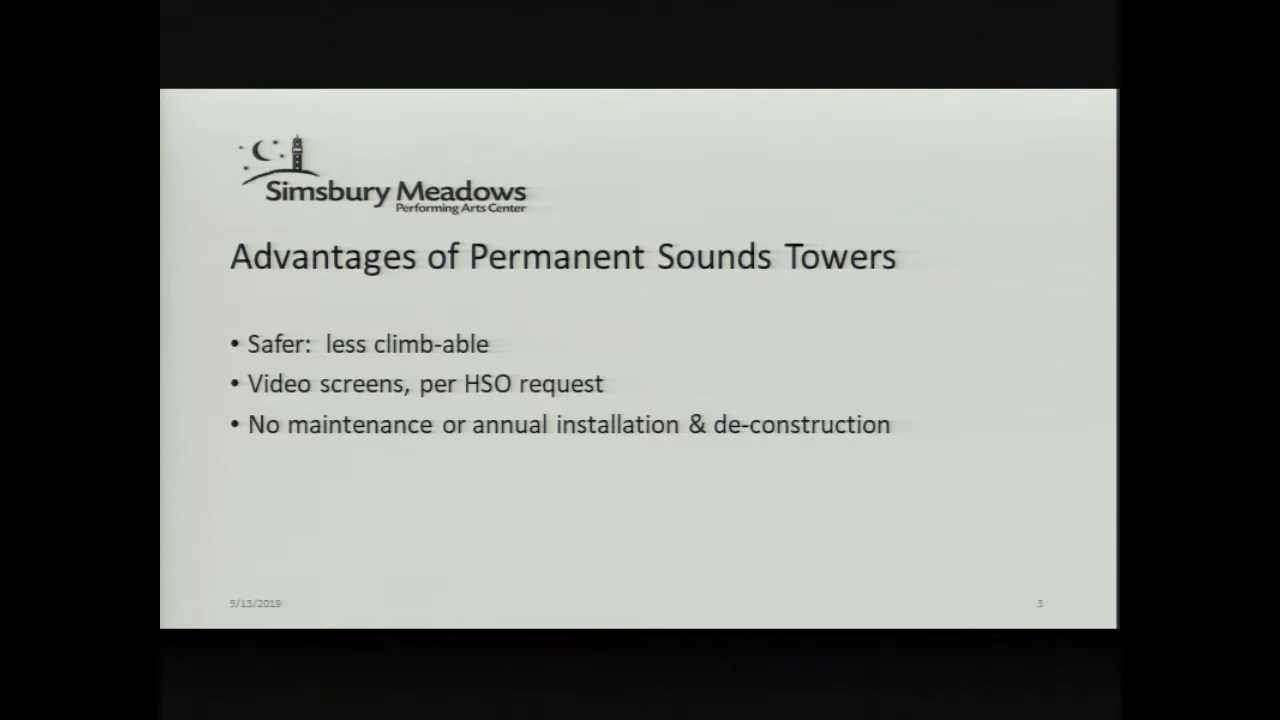 Simsbury Meadows
Performing Arts Center
Advantages of Permanent Sounds Towers
• Safer:  less climb-able
• Video screens, per HSO request
• No maintenance or annual installation & de-construction
5/13/2019
3